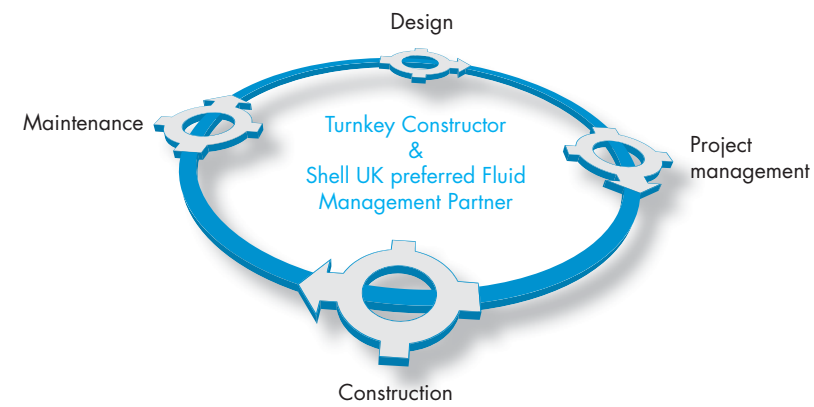 Design
Maintenance
Turnkey Constructor
&
Shell UK preferred Fluid
Management Partner
Project
management
Construction